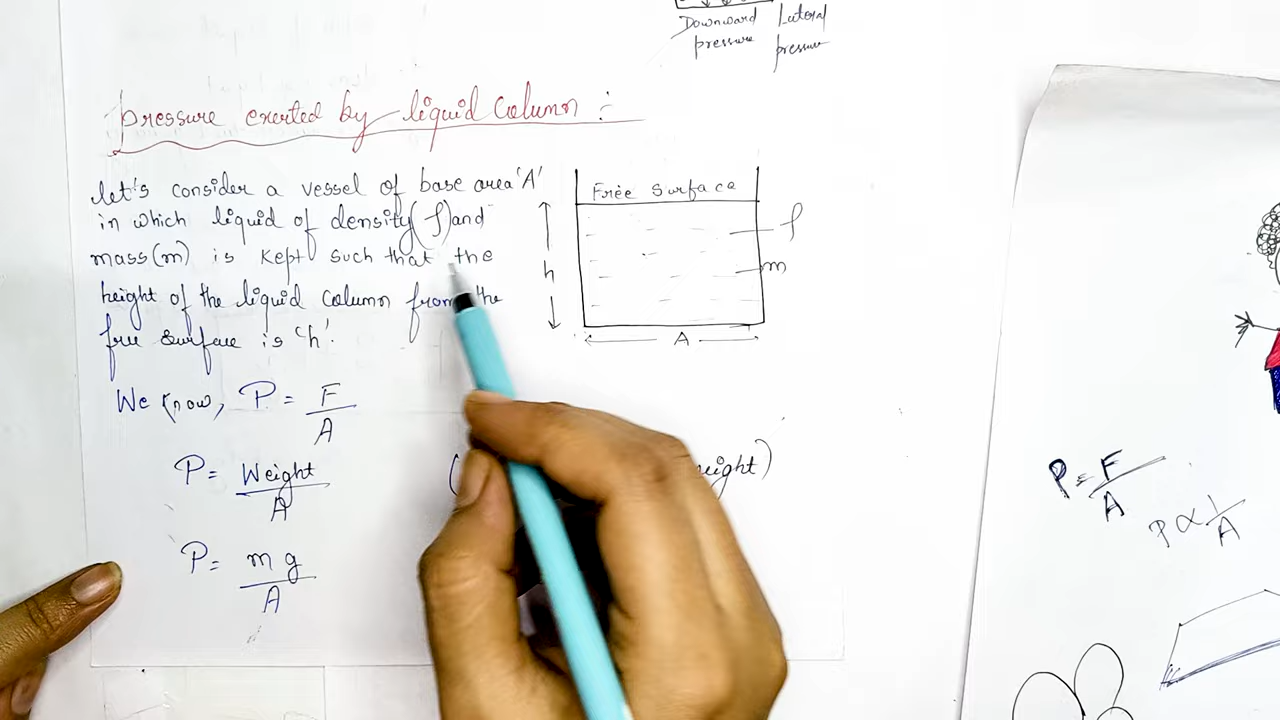 Downward Lateral
pressure pressure
pressure exerted by liquid column :
let's consider a vessel of base area 'A'
in which liquid of density (ρ) and
mass (m) is kept such that the
height of the liquid column from the
free surface is 'h'.
Free Surface
ρ
m
h
A
We know, P = F/A
P = Weight/A
( eight)
P = mg/A
P = F/A
P ∝ 1/A